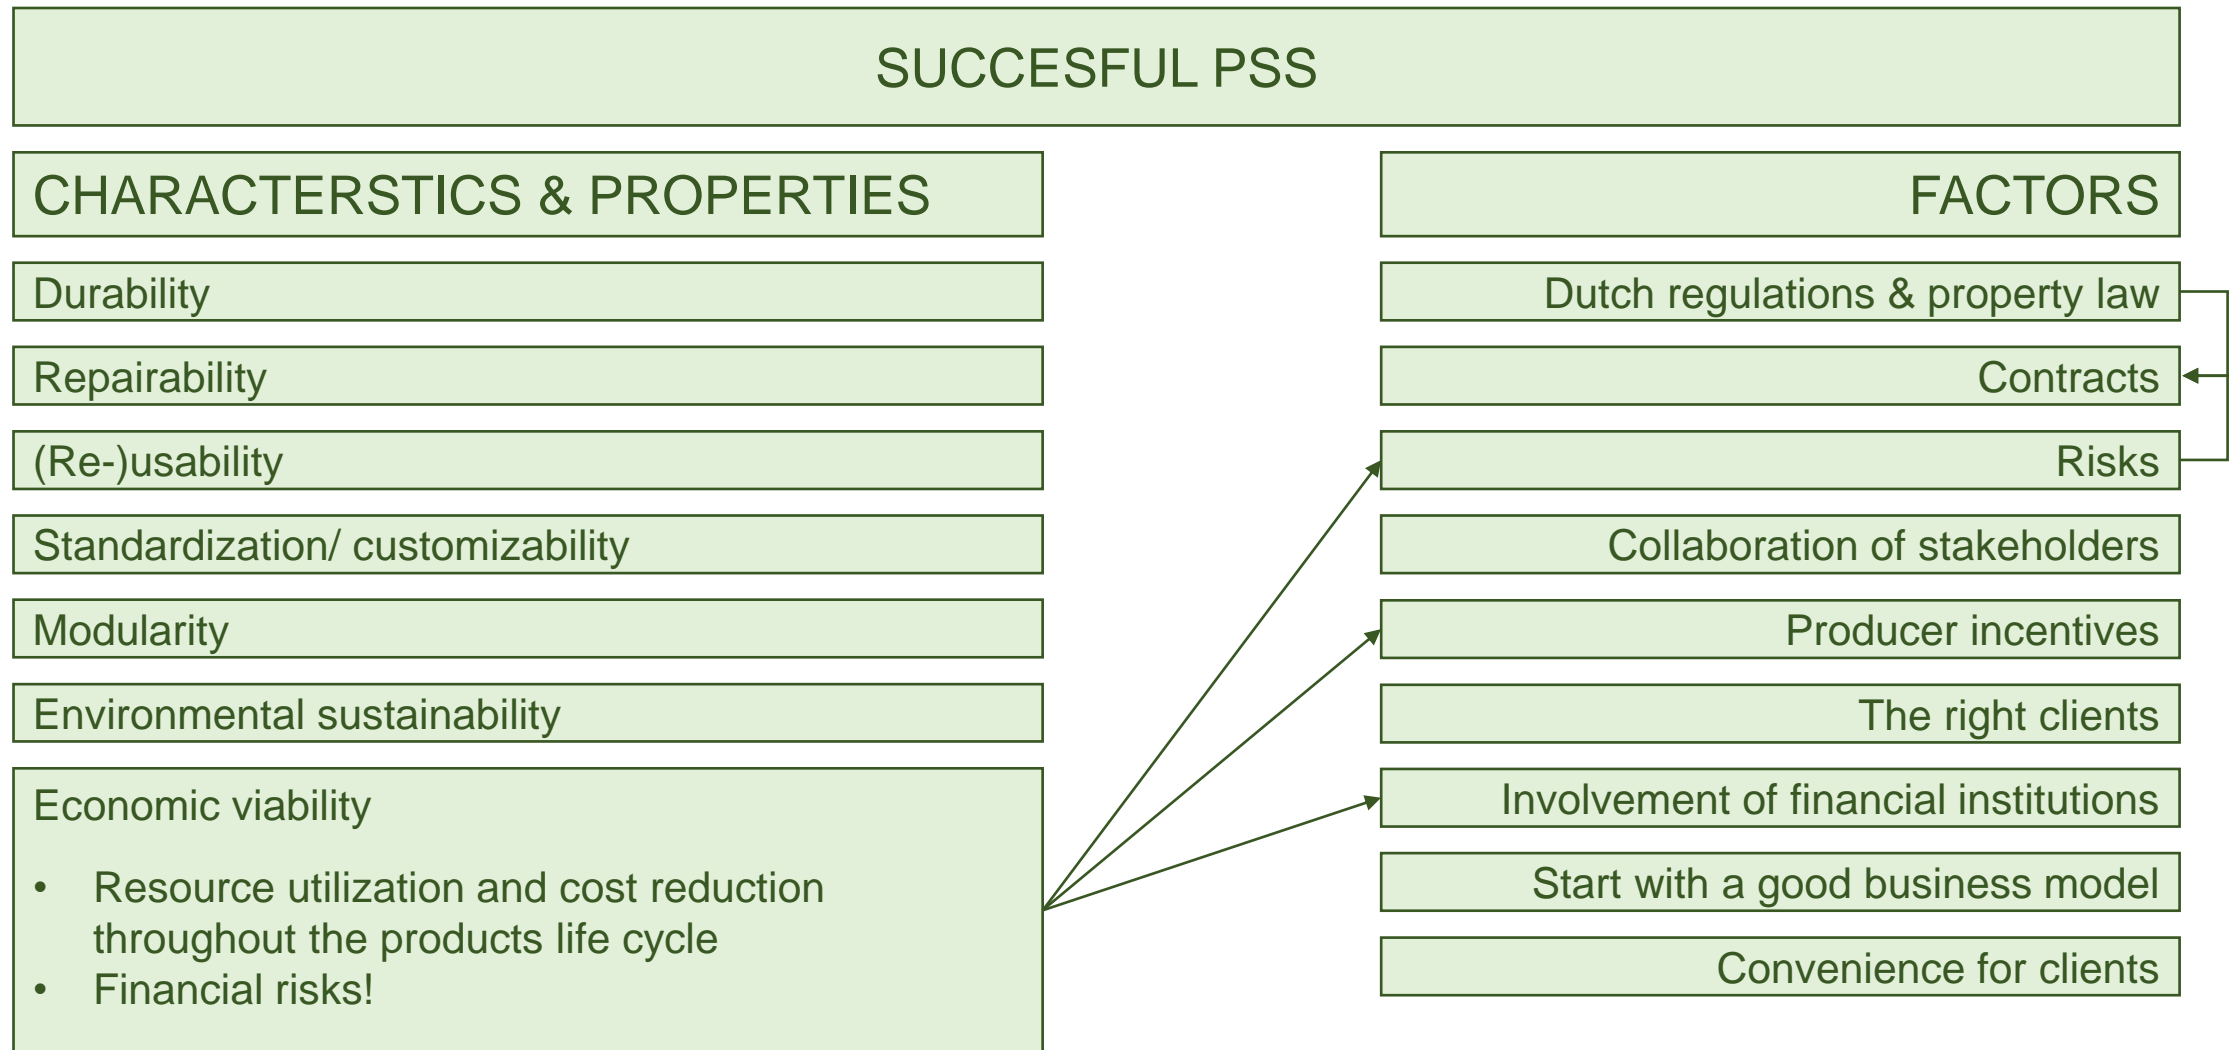 SUCCESFUL PSS
CHARACTERSTICS & PROPERTIES
Durability
Repairability
(Re-)usability
Standardization/ customizability
Modularity
Environmental sustainability
Economic viability
• Resource utilization and cost reduction
throughout the products life cycle
• Financial risks!
FACTORS
Dutch regulations & property law
Contracts
Risks
Collaboration of stakeholders
Producer incentives
The right clients
Involvement of financial institutions
Start with a good business model
Convenience for clients